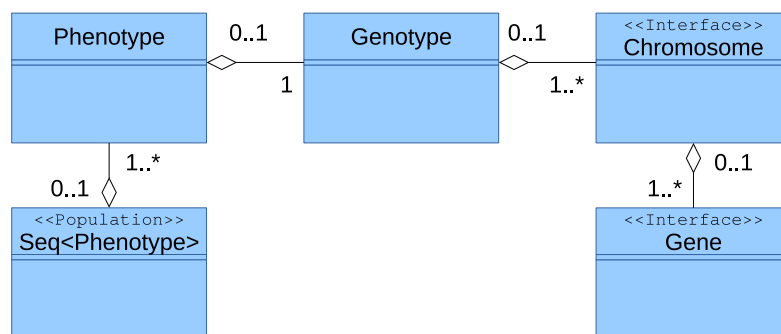 Phenotype
0..1
1
Genotype
0..1
1..*
<<Interface>>
Chromosome
1..*
0..1
0..1
1..*
<<Population>>
Seq<Phenotype>
<<Interface>>
Gene